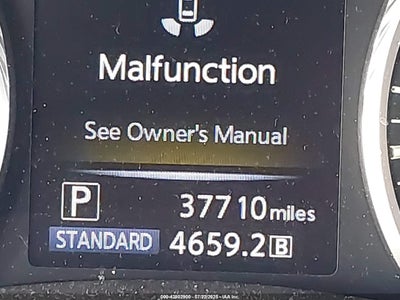 Malfunction
See Owner's Manual
P 37710 miles
STANDARD 4659.2 B